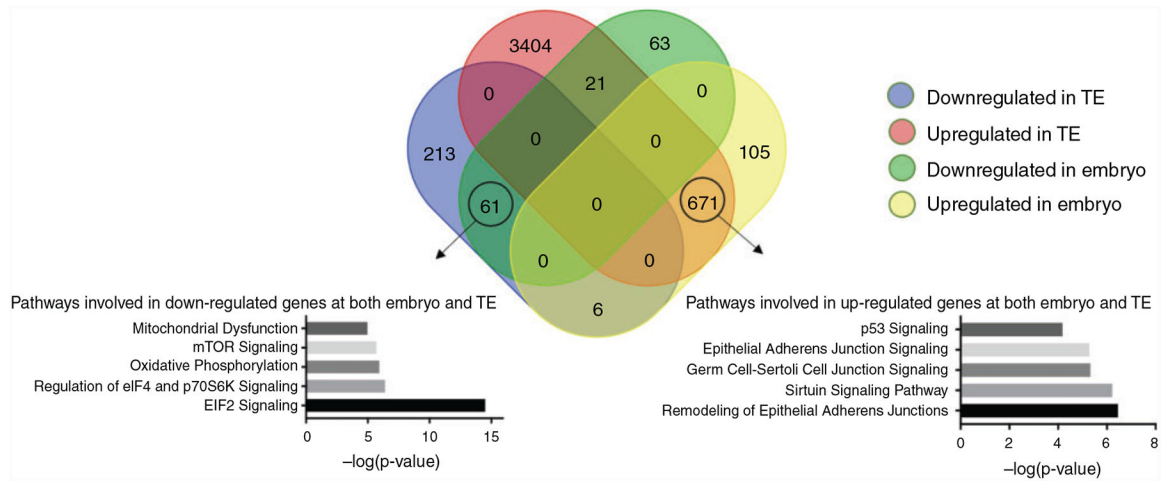 3404
63
21
0
0
0
0
213
105
61
0
671
0
0
6
Downregulated in TE
Upregulated in TE
Downregulated in embryo
Upregulated in embryo
Pathways involved in down-regulated genes at both embryo and TE
Mitochondrial Dysfunction
mTOR Signaling
Oxidative Phosphorylation
Regulation of eIF4 and p70S6K Signaling
EIF2 Signaling
0 5 10 15
–log(p-value)
Pathways involved in up-regulated genes at both embryo and TE
p53 Signaling
Epithelial Adherens Junction Signaling
Germ Cell-Sertoli Cell Junction Signaling
Sirtuin Signaling Pathway
Remodeling of Epithelial Adherens Junctions
0 2 4 6 8
–log(p-value)